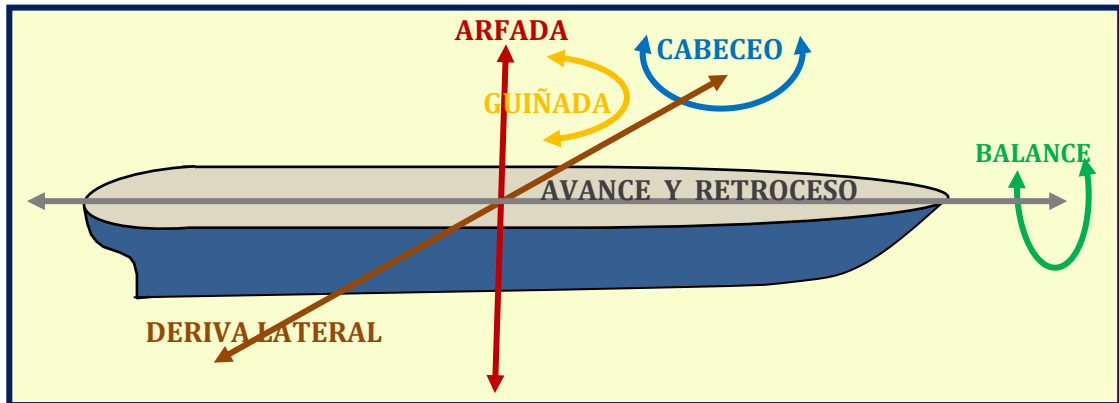 ARFADA
CABECEO
GUIÑADA
BALANCE
AVANCE Y RETROCESO
DERIVA LATERAL